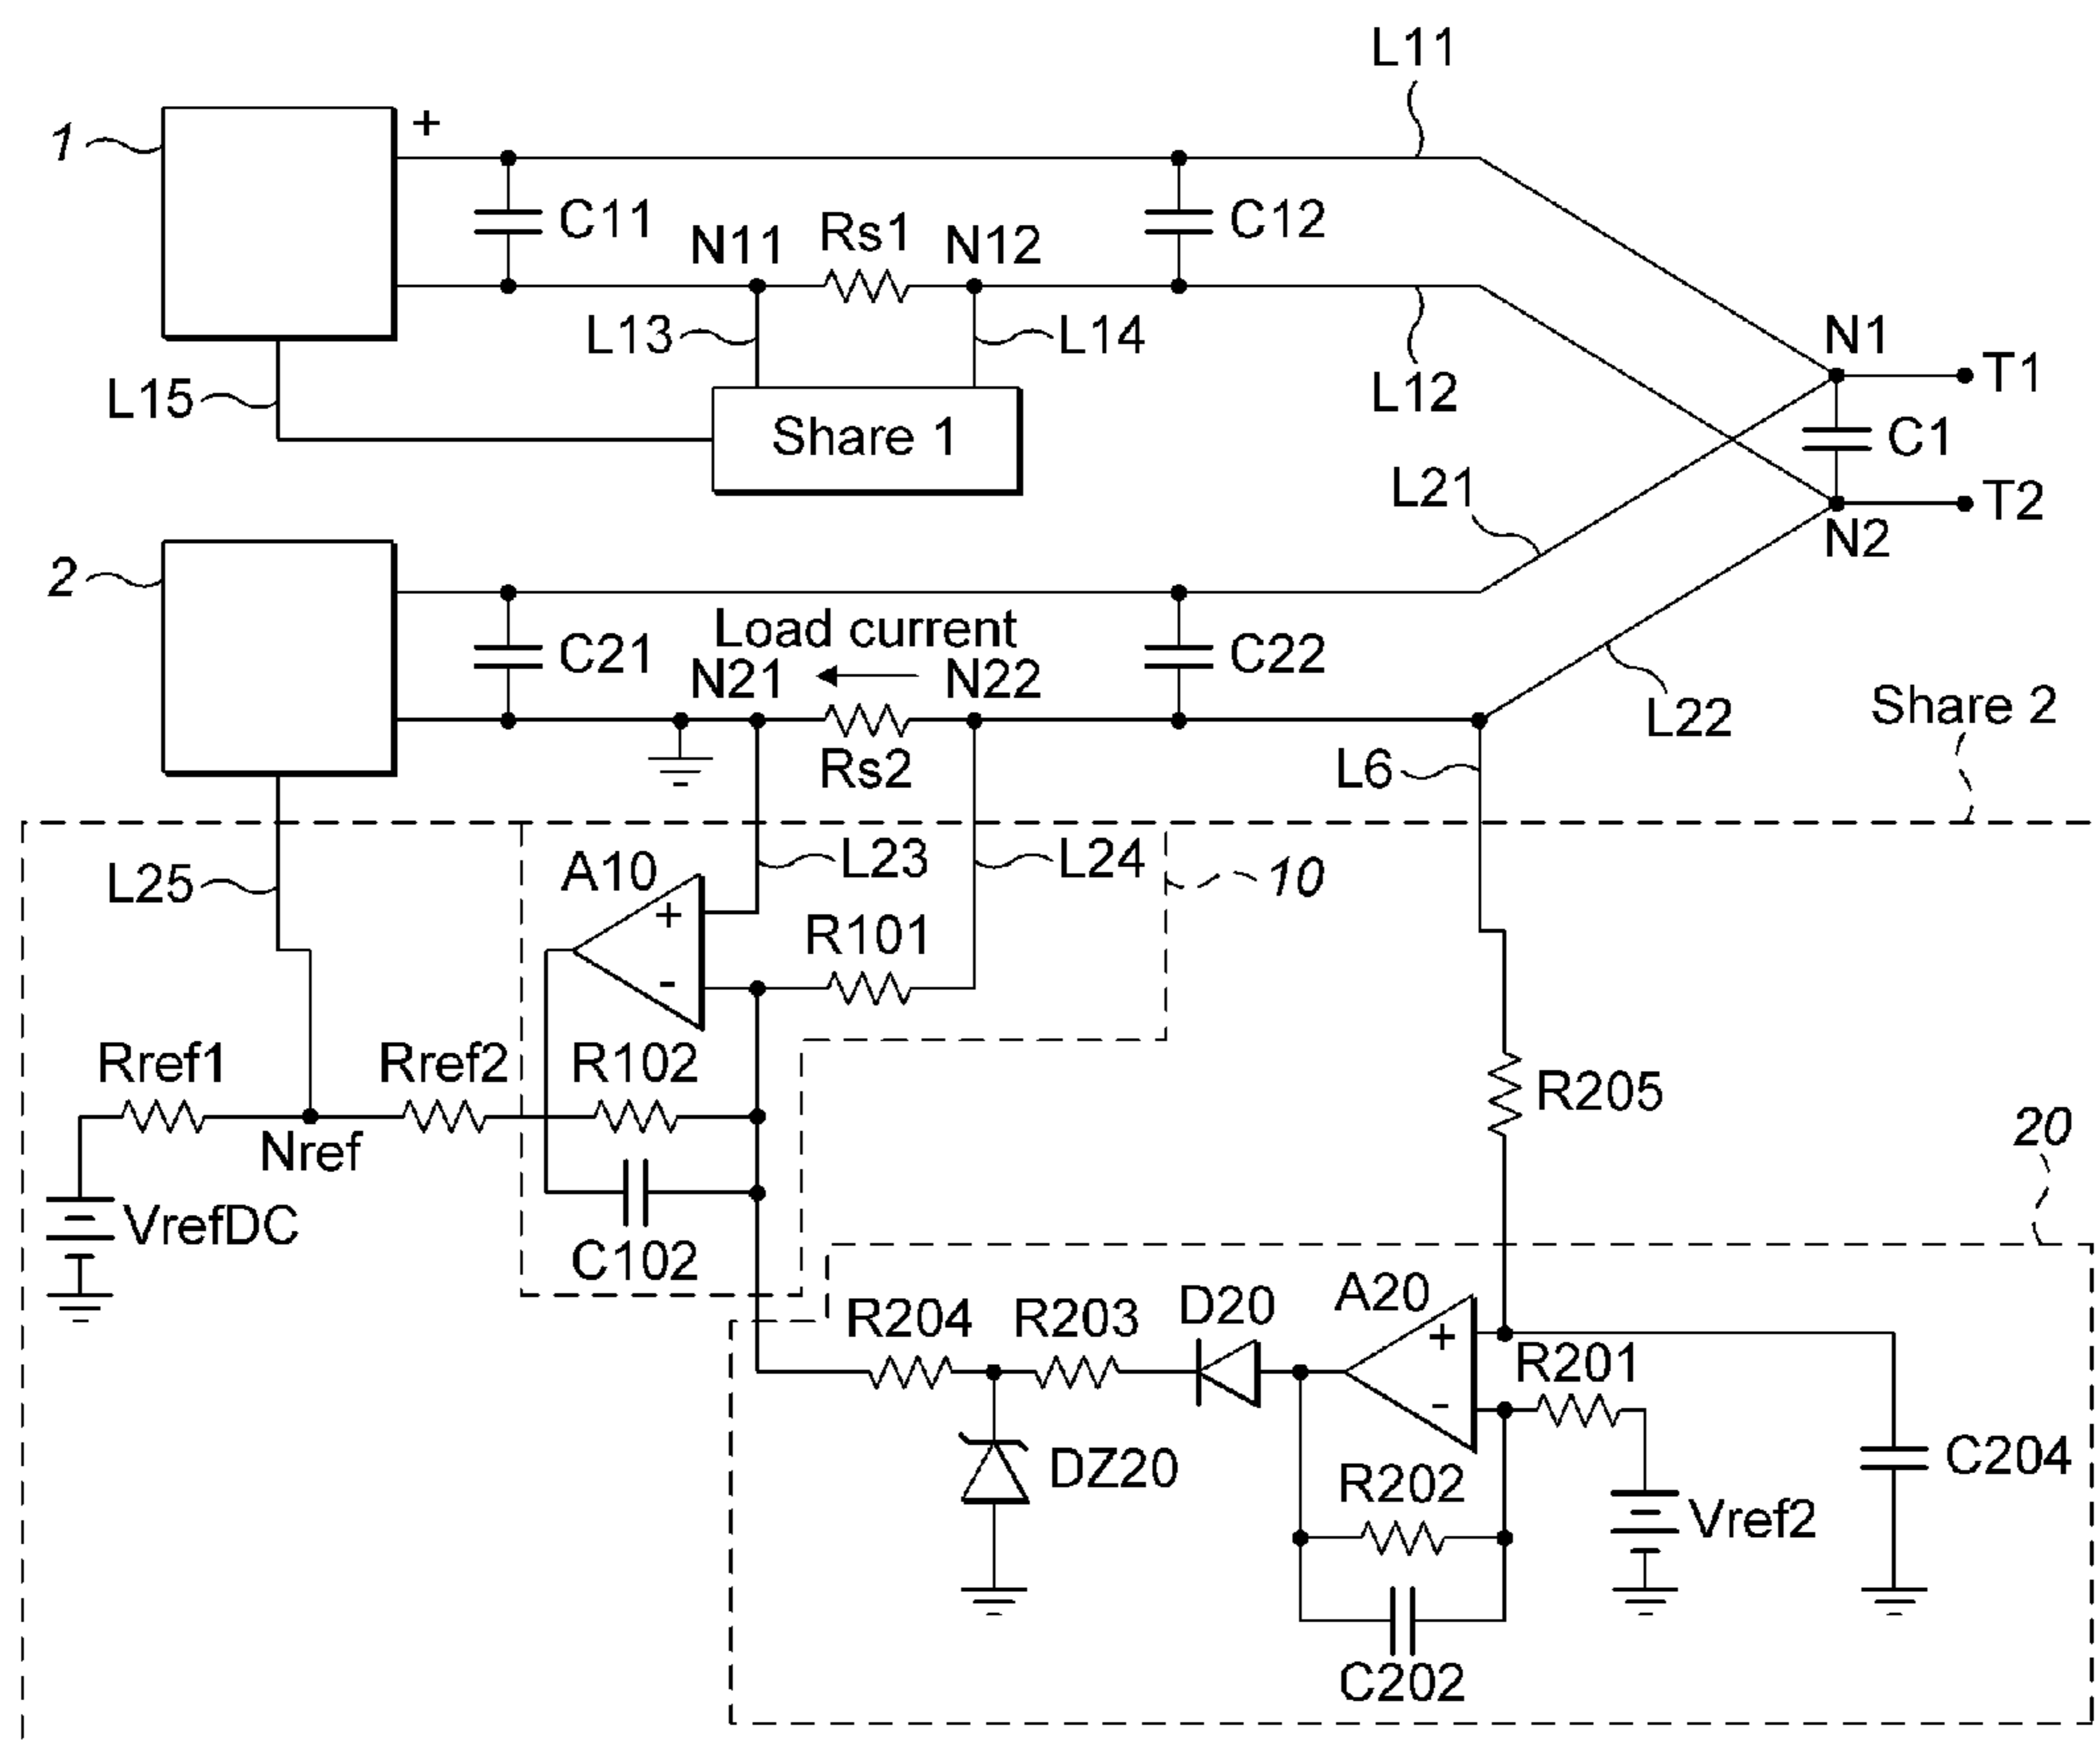 L11
1
+
C11
N11
Rs1
N12
C12
L13
L14
L12
N1
T1
L15
Share 1
C1
L21
T2
N2
2
Load current
C21
N21
N22
C22
Rs2
L22
Share 2
L6
L25
A10
L23
L24
10
+
-
R101
Rref1
Rref2
R102
R205
Nref
20
VrefDC
C102
R204
R203
D20
A20
+
-
R201
DZ20
R202
C204
Vref2
C202